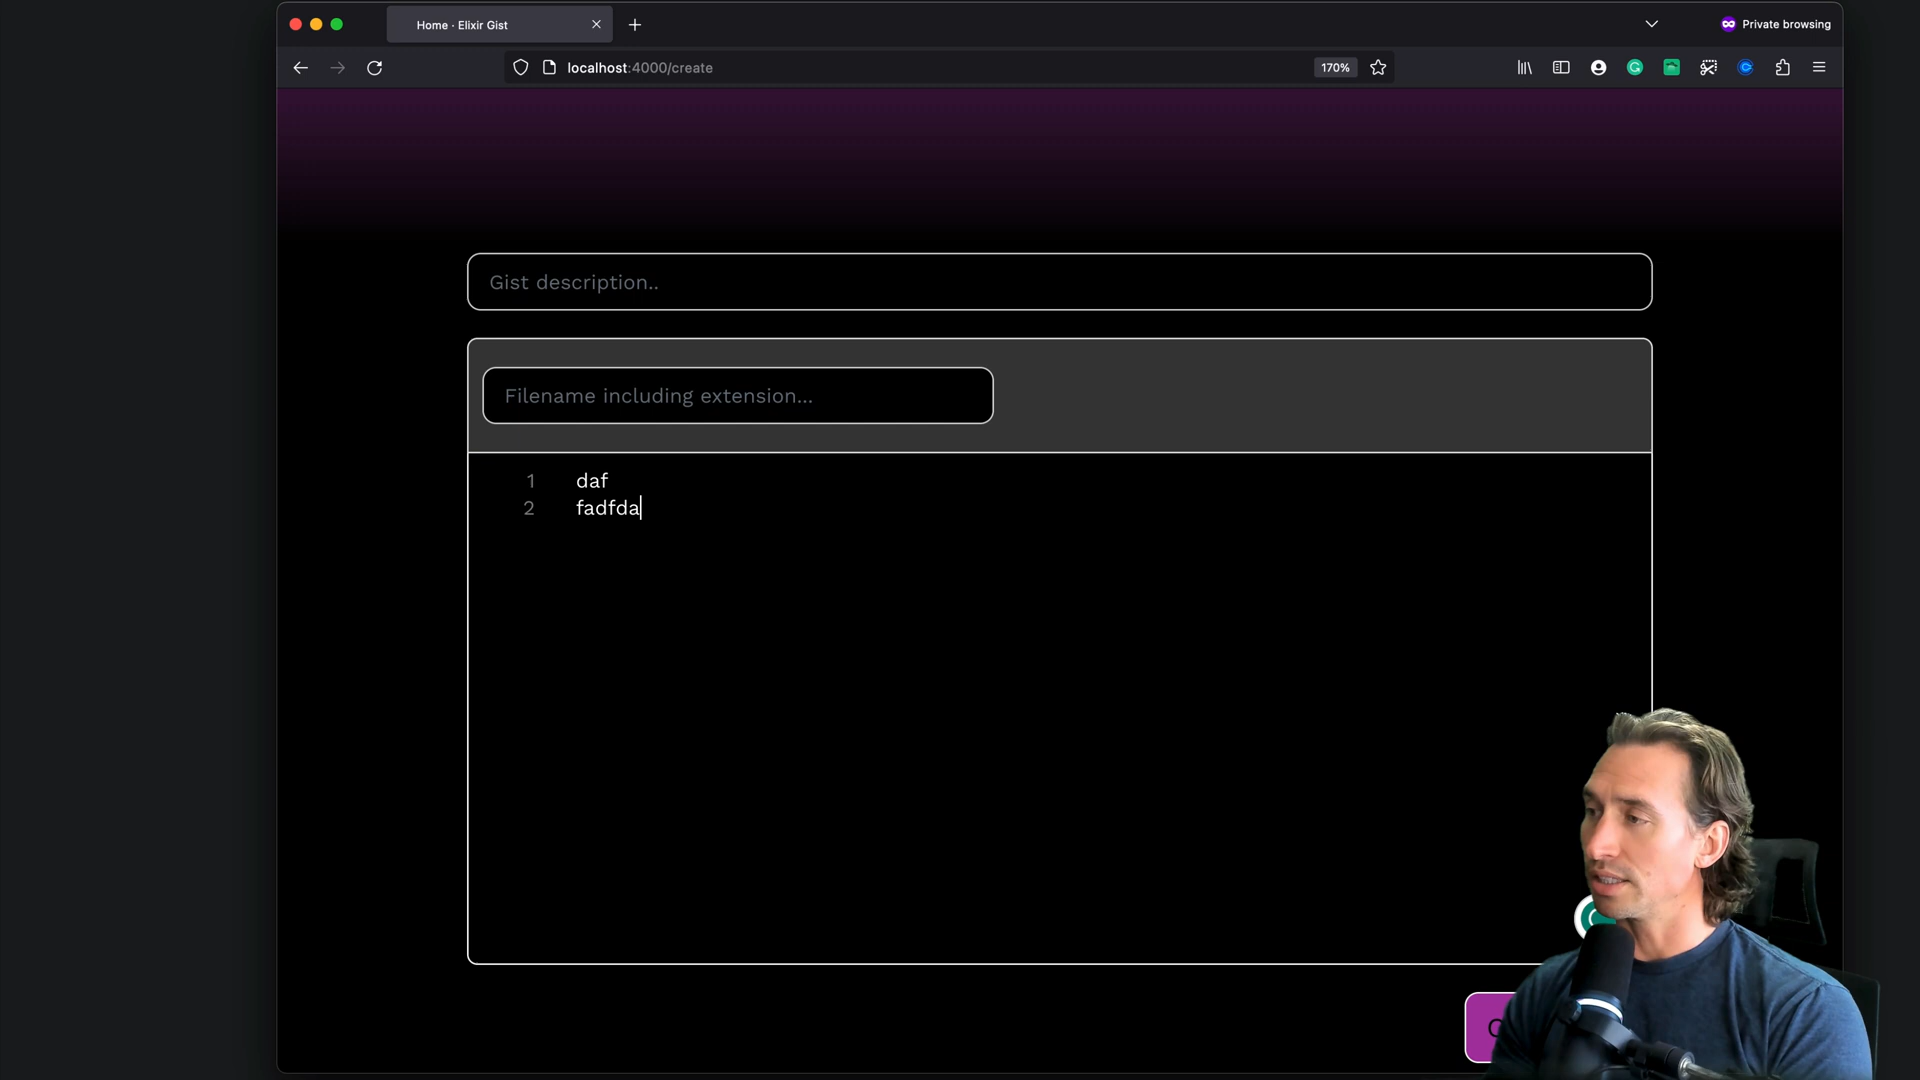 Home · Elixir Gist
Private browsing
localhost:4000/create
170%
Gist description..
Filename including extension...
1 daf
2 fadfda